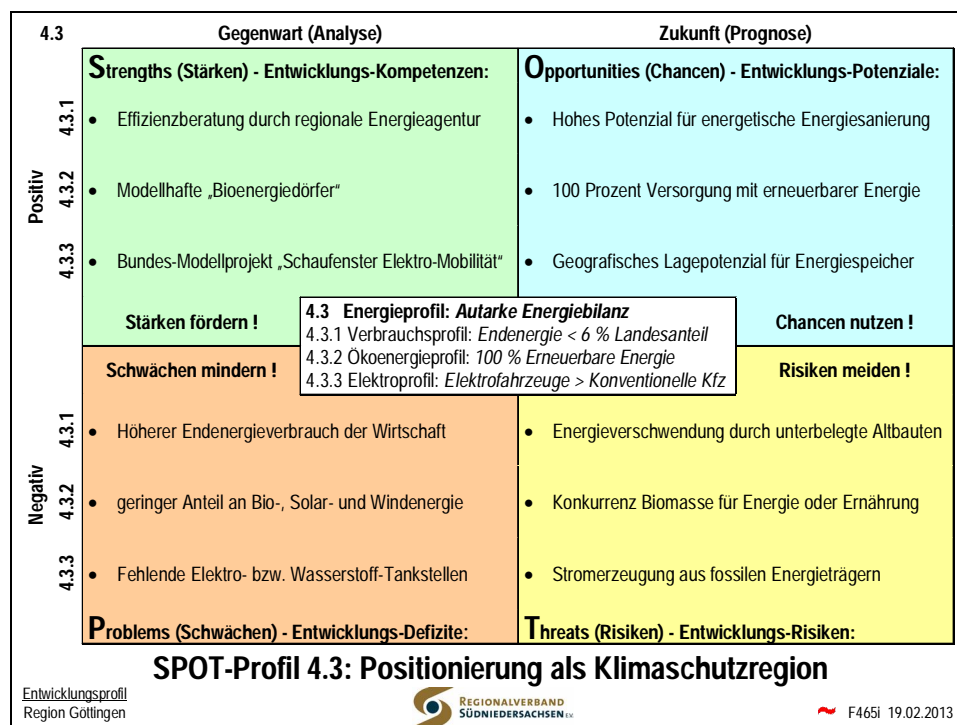 4.3 Gegenwart (Analyse) Zukunft (Prognose)
Strengths (Stärken) - Entwicklungs-Kompetenzen:
Opportunities (Chancen) - Entwicklungs-Potenziale:
Positiv
4.3.1
• Effizienzberatung durch regionale Energieagentur
• Hohes Potenzial für energetische Energiesanierung
4.3.2
• Modellhafte „Bioenergiedörfer“
• 100 Prozent Versorgung mit erneuerbarer Energie
4.3.3
• Bundes-Modellprojekt „Schaufenster Elektro-Mobilität“
• Geografisches Lagepotenzial für Energiespeicher
Stärken fördern !
Chancen nutzen !
4.3 Energieprofil: Autarke Energiebilanz
4.3.1 Verbrauchsprofil: Endenergie < 6 % Landesanteil
4.3.2 Ökoenergieprofil: 100 % Erneuerbare Energie
4.3.3 Elektroprofil: Elektrofahrzeuge > Konventionelle Kfz
Schwächen mindern !
Risiken meiden !
Negativ
4.3.1
• Höherer Endenergieverbrauch der Wirtschaft
• Energieverschwendung durch unterbelegte Altbauten
4.3.2
• geringer Anteil an Bio-, Solar- und Windenergie
• Konkurrenz Biomasse für Energie oder Ernährung
4.3.3
• Fehlende Elektro- bzw. Wasserstoff-Tankstellen
• Stromerzeugung aus fossilen Energieträgern
Problems (Schwächen) - Entwicklungs-Defizite:
Threats (Risiken) - Entwicklungs-Risiken:
SPOT-Profil 4.3: Positionierung als Klimaschutzregion
Entwicklungsprofil
Region Göttingen
REGIONALVERBAND
SÜDNIEDERSACHSEN E.V.
F465i 19.02.2013